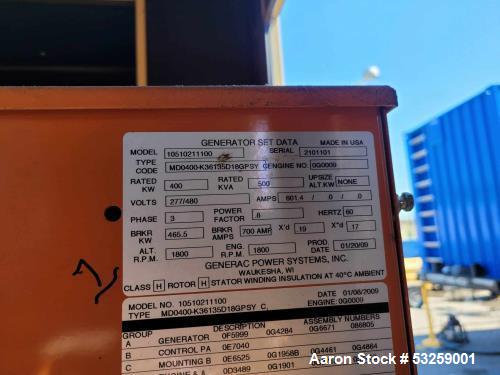 GENERATOR SET DATA MADE IN USA
MODEL 10510211100 SERIAL 2101101
TYPE CODE MD0400-K36135D18GPSY C ENGINE NO. 0G0009
RATED KW 400 RATED KVA 500 UPSIZE ALT.KW NONE
VOLTS 277/480 AMPS 601.4 / 0 / 0
PHASE 3 POWER FACTOR .8 HERTZ 60
BRKR KW 465.5 BRKR AMPS 700 AMP X"d 19 X'd 17
ALT. R.P.M. 1800 ENG. R.P.M. 1800 PROD. DATE 01/20/09
GENERAC POWER SYSTEMS, INC.
WAUKESHA, WI
CLASS H ROTOR H STATOR WINDING INSULATION AT 40°C AMBIENT
MODEL NO. 10510211100 DATE 01/08/2009
TYPE MD0400-K36135D18GPSY C, ENGINE: 0G0009
GROUP DESCRIPTION ASSEMBLY NUMBERS
A GENERATOR 0F5999 0G4284 0G6671 086805
B CONTROL PA 0E7040
C MOUNTING B 0E6525 0G1958B 0G4461 0G4864
0D3489 0G1901
Aaron Stock # 53259001